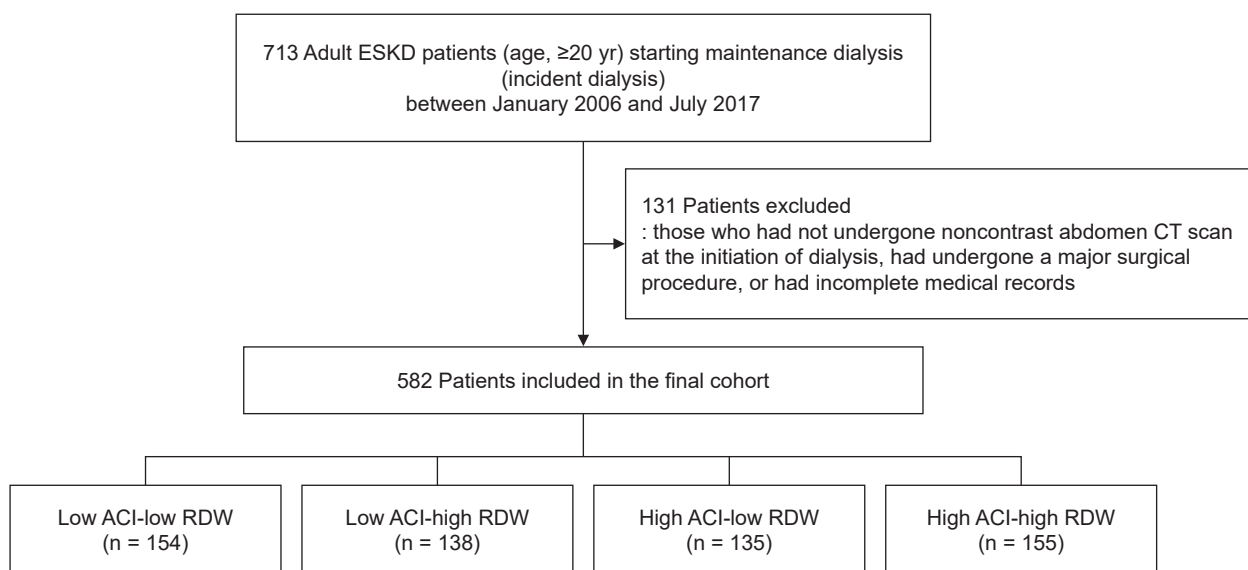 713 Adult ESKD patients (age, ≥20 yr) starting maintenance dialysis
(incident dialysis)
between January 2006 and July 2017
131 Patients excluded
: those who had not undergone noncontrast abdomen CT scan
at the initiation of dialysis, had undergone a major surgical
procedure, or had incomplete medical records
582 Patients included in the final cohort
Low ACI-low RDW
(n = 154)
Low ACI-high RDW
(n = 138)
High ACI-low RDW
(n = 135)
High ACI-high RDW
(n = 155)